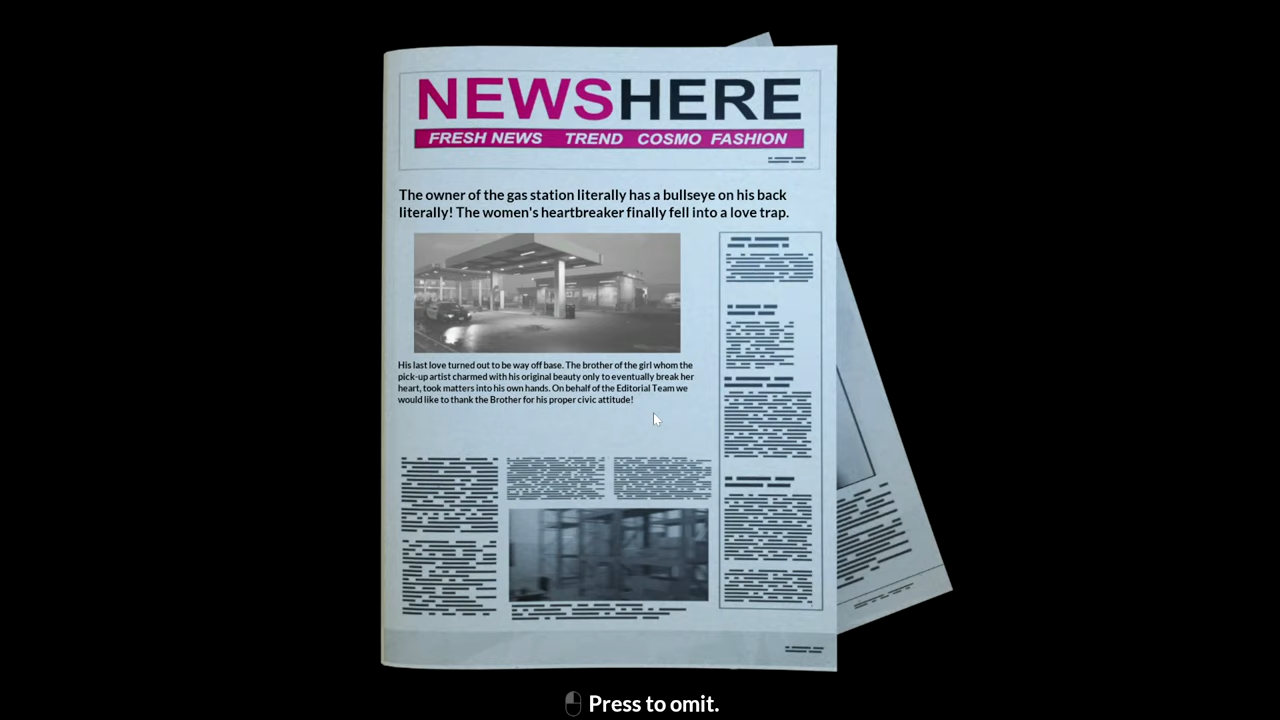 NEWSHERE
FRESH NEWS TREND COSMO FASHION
The owner of the gas station literally has a bullseye on his back
literally! The women's heartbreaker finally fell into a love trap.
His last love turned out to be way off base. The brother of the girl whom the
pick-up artist charmed with his original beauty only to eventually break her
heart, took matters into his own hands. On behalf of the Editorial Team we
would like to thank the Brother for his proper civic attitude!
Press to omit.